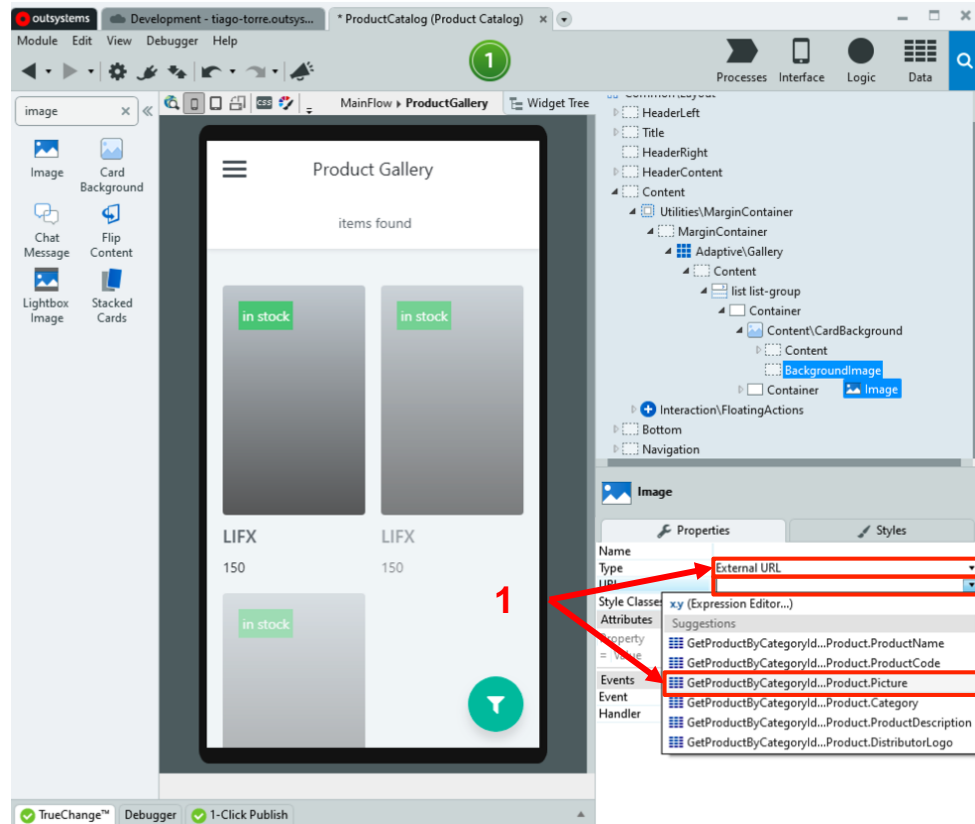 outsystems
Development - tiago-torre.outsys...
* ProductCatalog (Product Catalog)
Module Edit View Debugger Help
1
Processes Interface Logic Data
image
MainFlow ProductGallery Widget Tree
Image
Card Background
Chat Message
Flip Content
Lightbox Image
Stacked Cards
Product Gallery
items found
in stock
in stock
LIFX
LIFX
150
150
in stock
HeaderLeft
Title
HeaderRight
HeaderContent
Content
Utilities\MarginContainer
MarginContainer
Adaptive\Gallery
Content
list list-group
Container
Content\CardBackground
Content
BackgroundImage
Container
Image
Interaction\FloatingActions
Bottom
Navigation
Image
Properties Styles
Name
Type External URL
URL
Style Classes
x.y (Expression Editor...)
Attributes
Suggestions
Property
GetProductByCategoryId...Product.ProductName
= Value
GetProductByCategoryId...Product.ProductCode
Events
GetProductByCategoryId...Product.Picture
Event
GetProductByCategoryId...Product.Category
Handler
GetProductByCategoryId...Product.ProductDescription
GetProductByCategoryId...Product.DistributorLogo
1
TrueChange™ Debugger 1-Click Publish